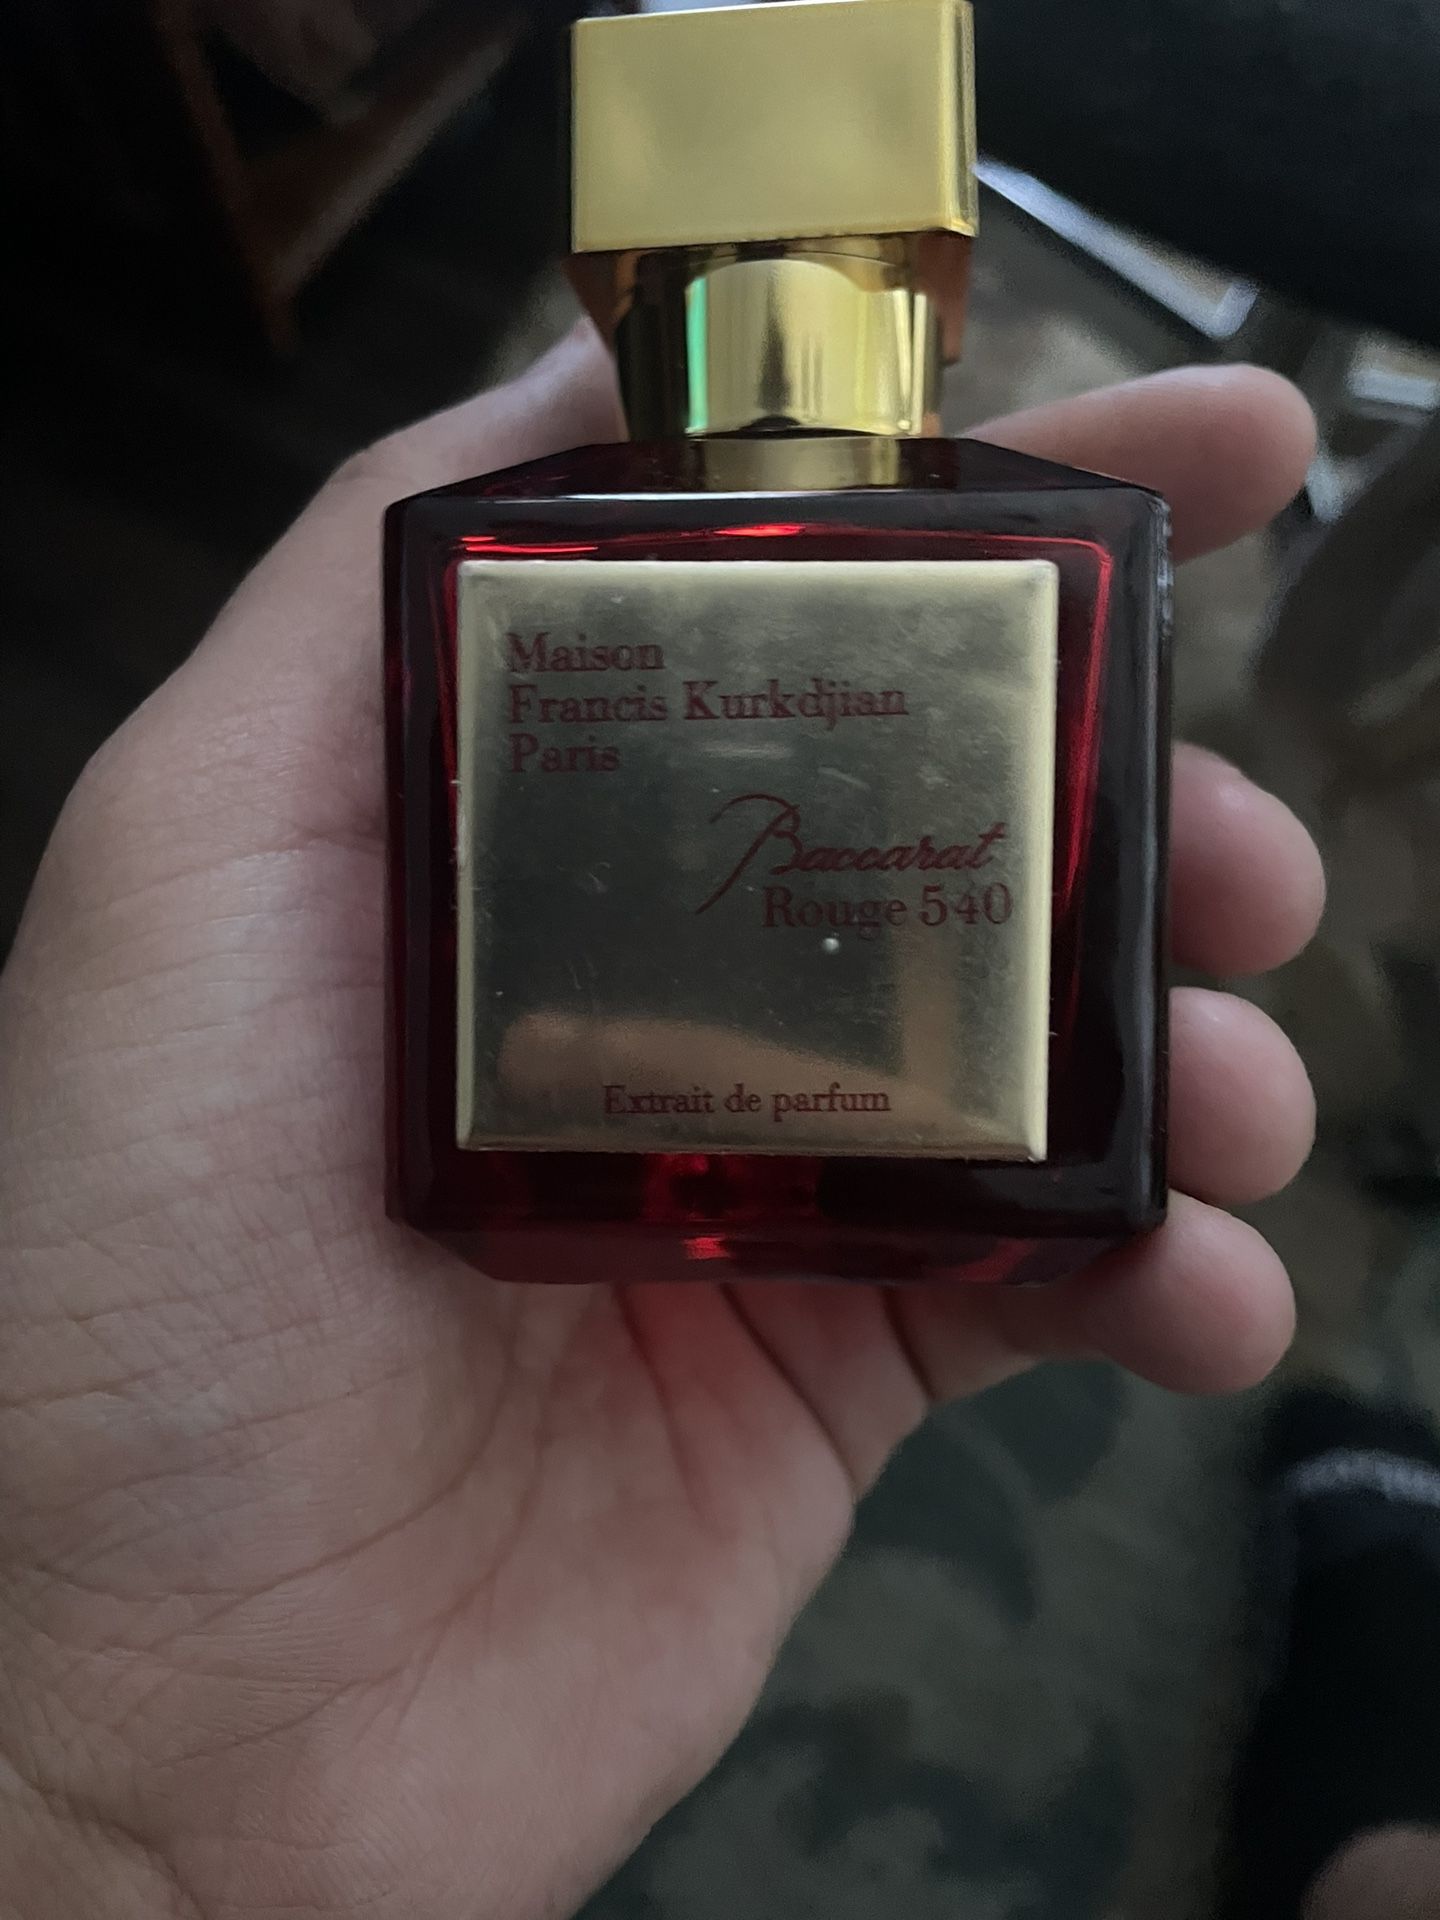 Maison
Francis Kurkdjian
Paris
Baccarat
Rouge 540
Extrait de parfum